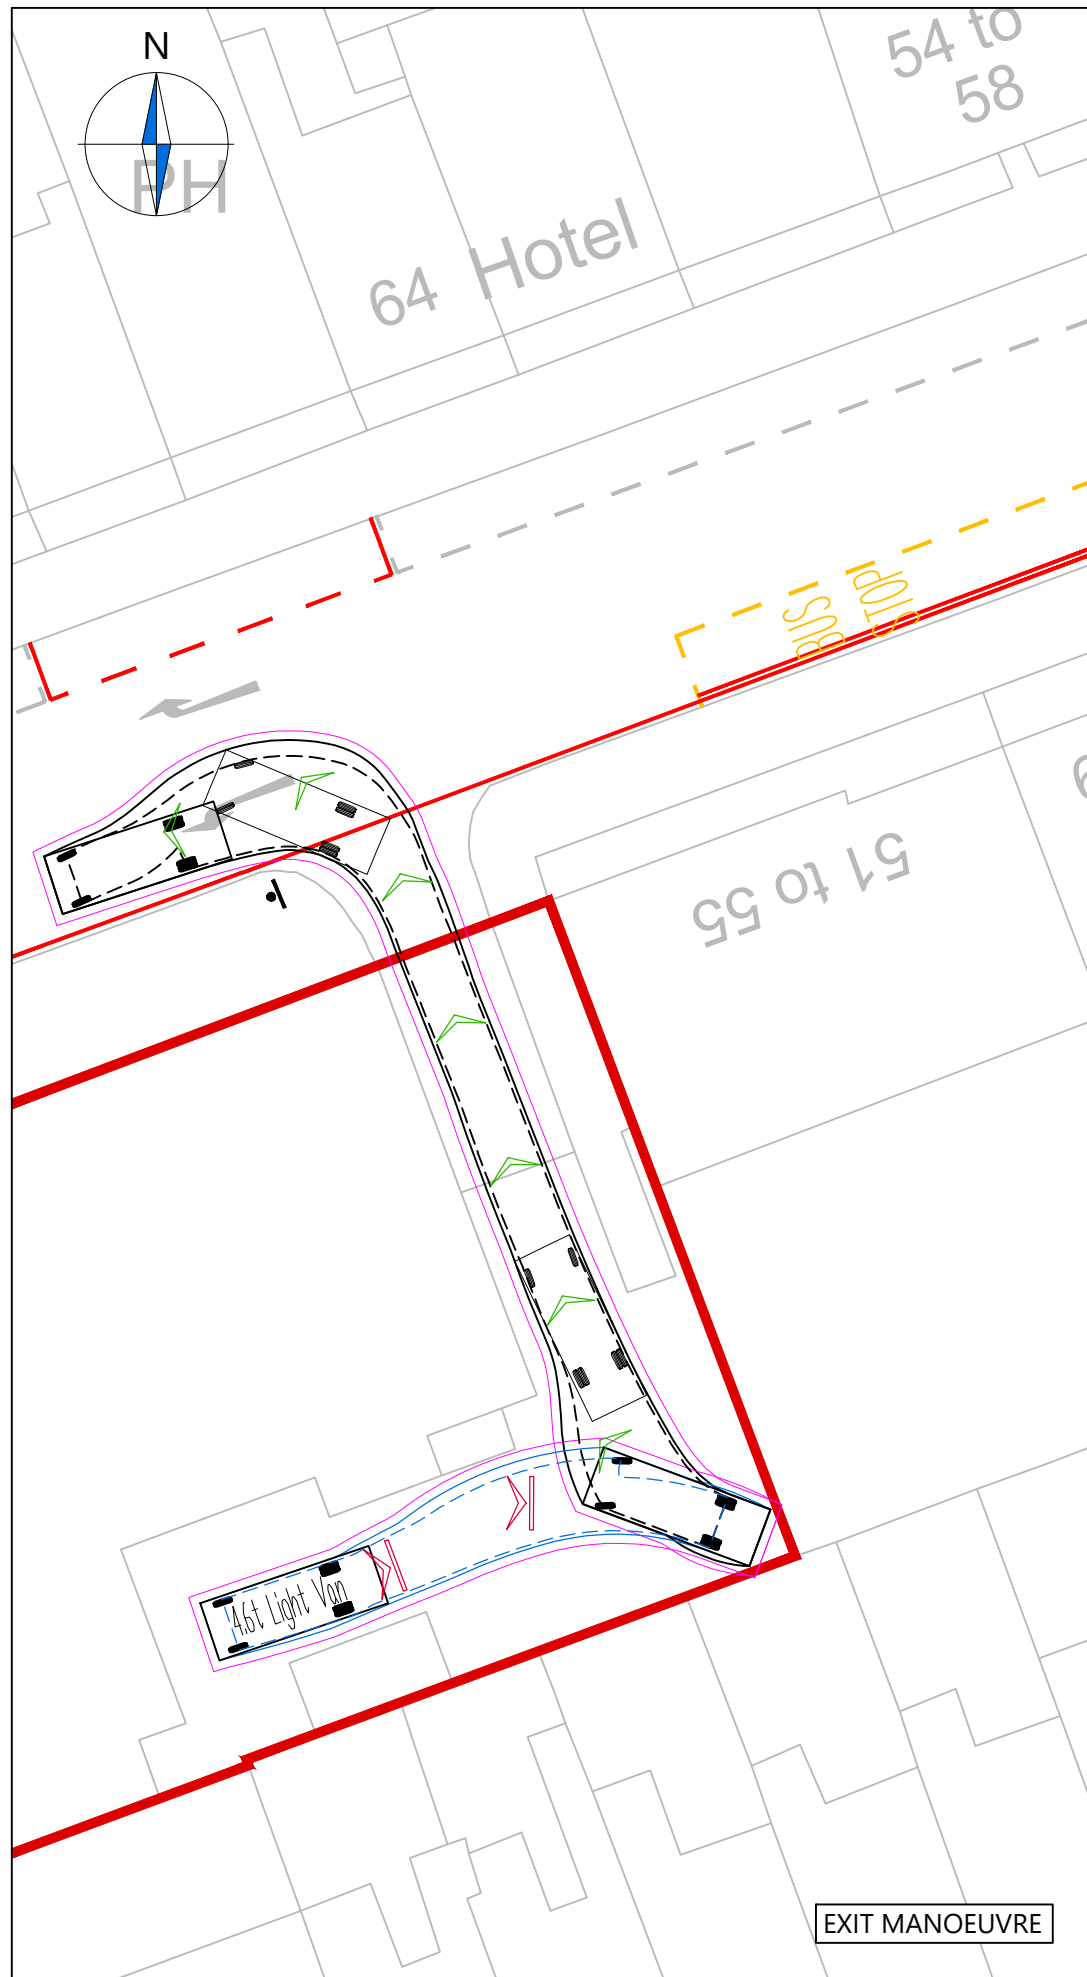 N
PH
54 to
58
64 Hotel
BUS
STOP
51 to 55
4.6t Light Van
EXIT MANOEUVRE